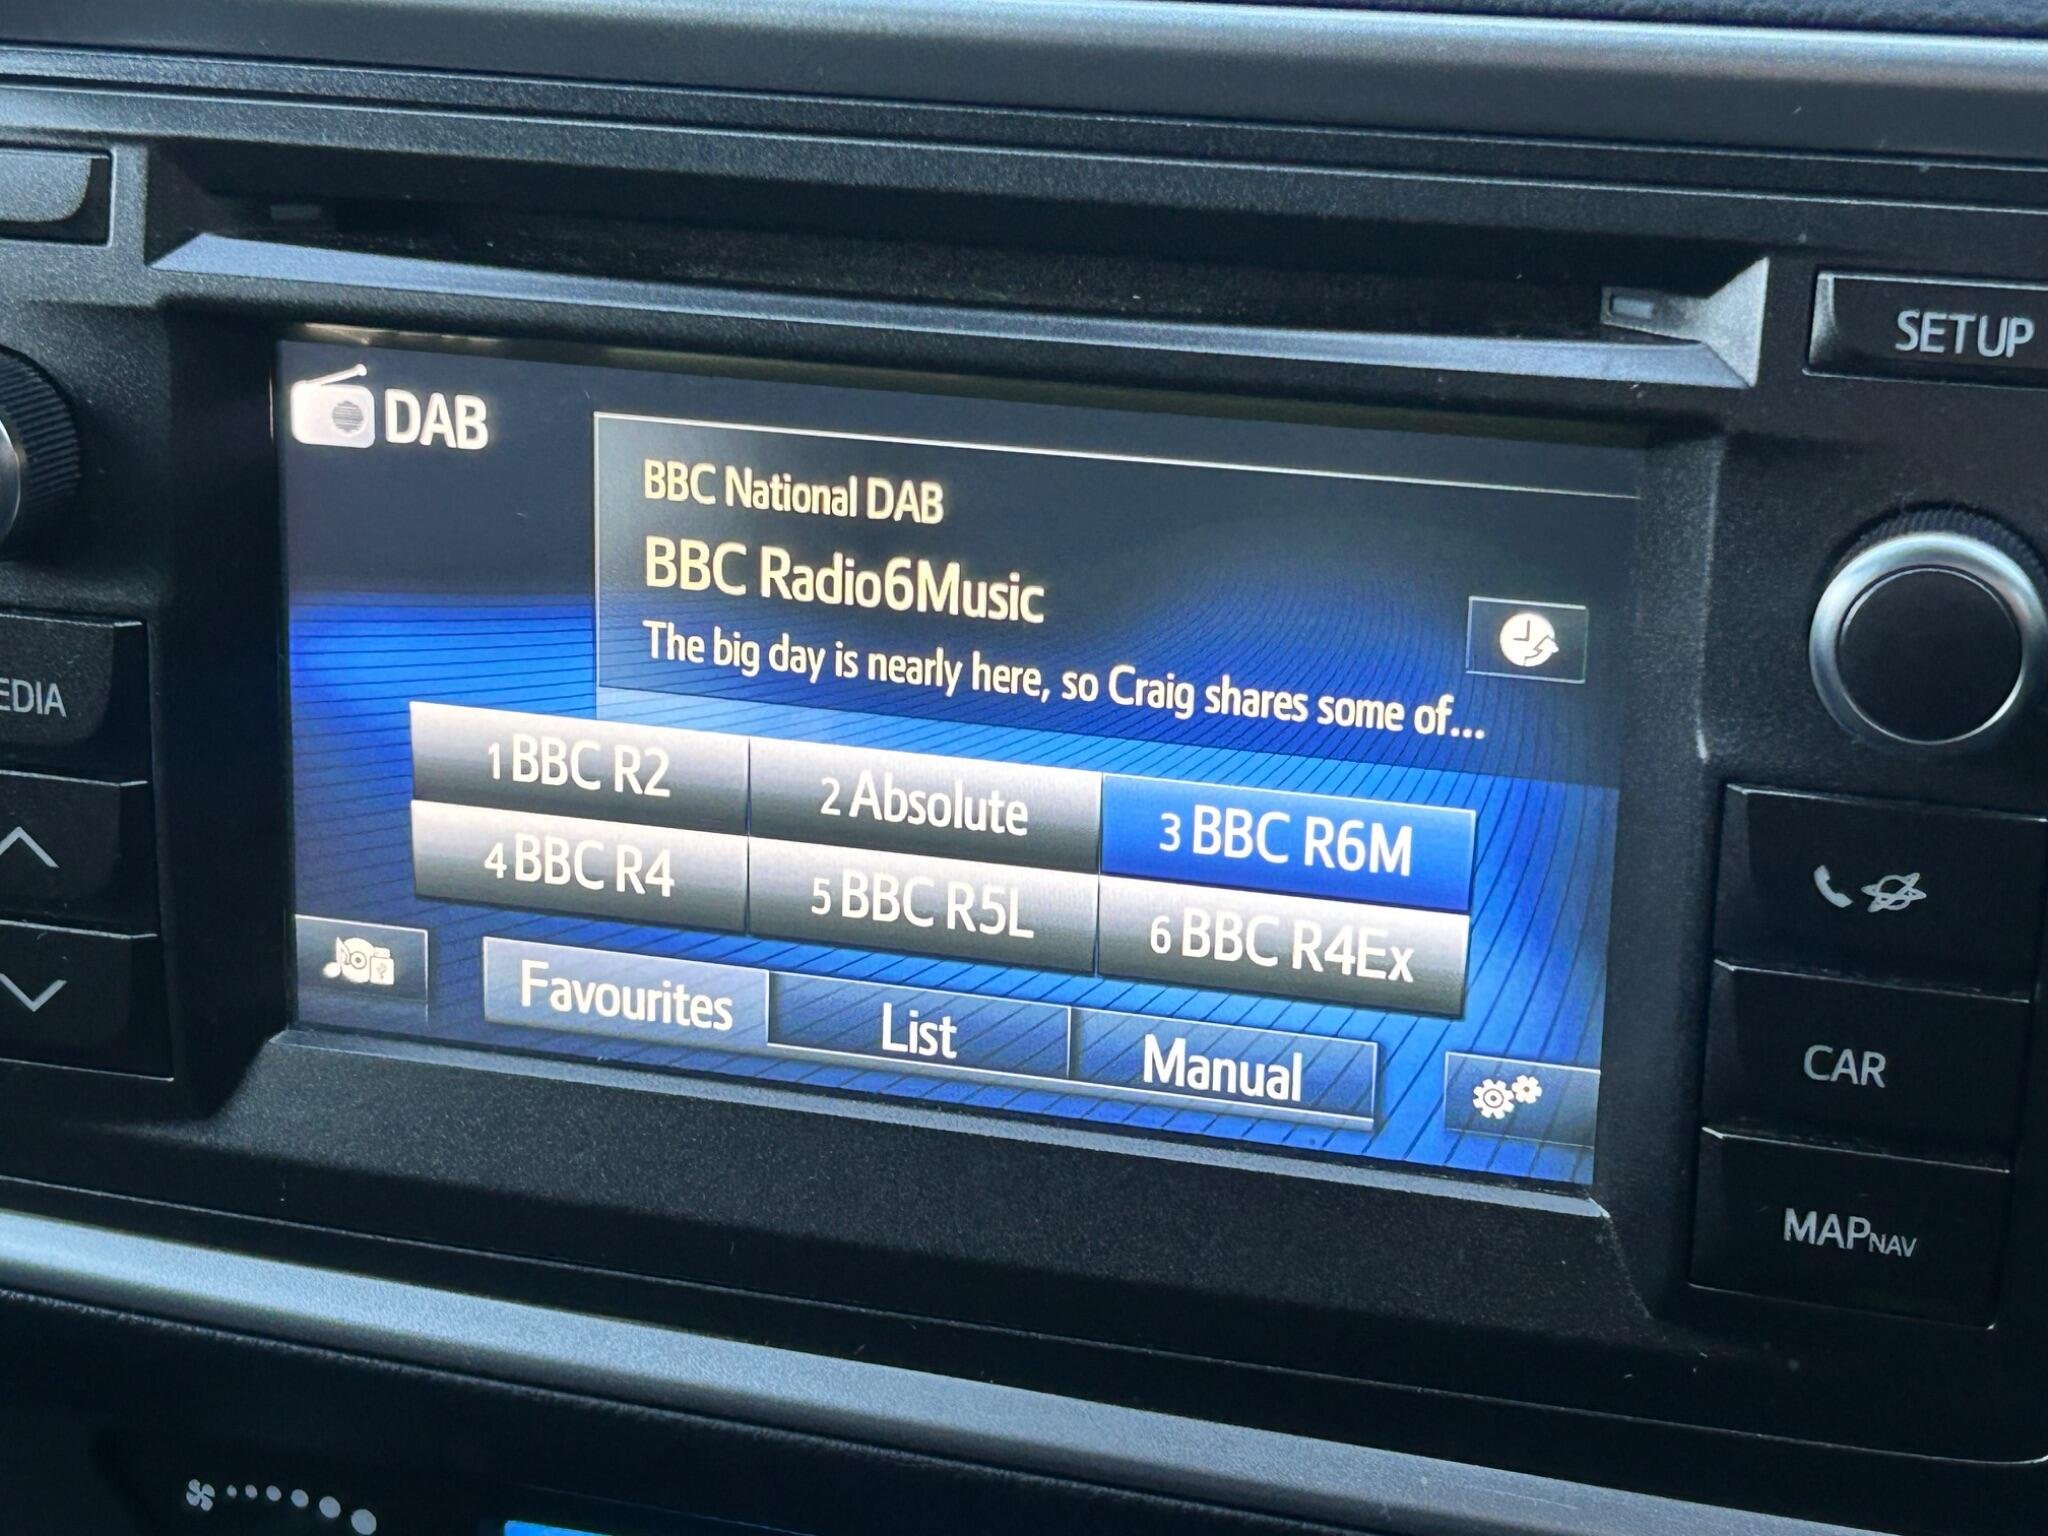 SETUP
DAB
BBC National DAB
BBC Radio6Music
The big day is nearly here, so Craig shares some of...
1 BBC R2
2 Absolute
3 BBC R6M
4 BBC R4
5 BBC R5L
6 BBC R4Ex
Favourites
List
Manual
EDIA
CAR
MAP NAV